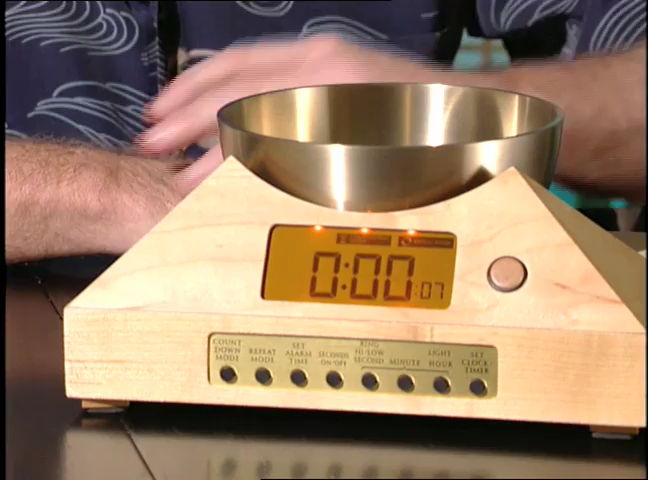 0:00:07
COUNT DOWN MODE
REPEAT MODE
SET ALARM TIME
SECONDS ON/OFF
RING HI/LOW SECOND
MINUTE
LIGHT HOUR
SET CLOCK-TIMER